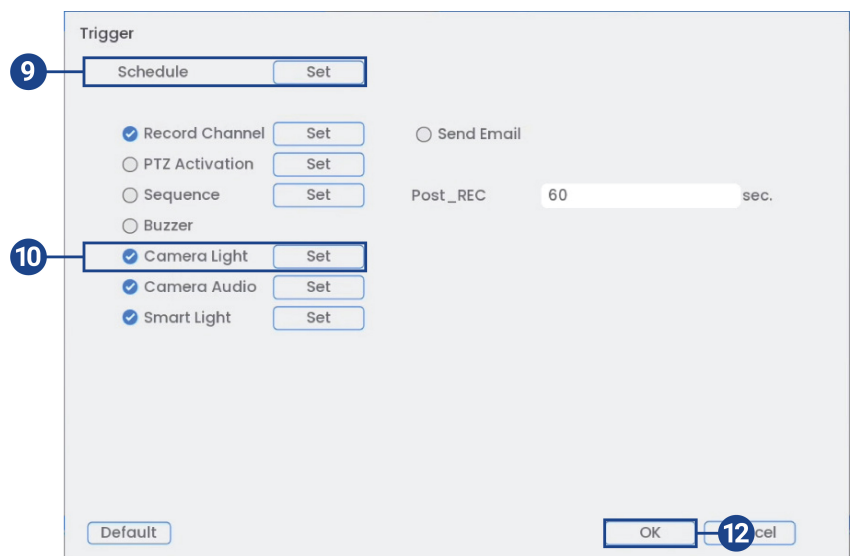 Trigger
9 Schedule Set
Record Channel Set Send Email
PTZ Activation Set
Sequence Set Post_REC 60 sec.
Buzzer
10 Camera Light Set
Camera Audio Set
Smart Light Set
Default OK 12 cel